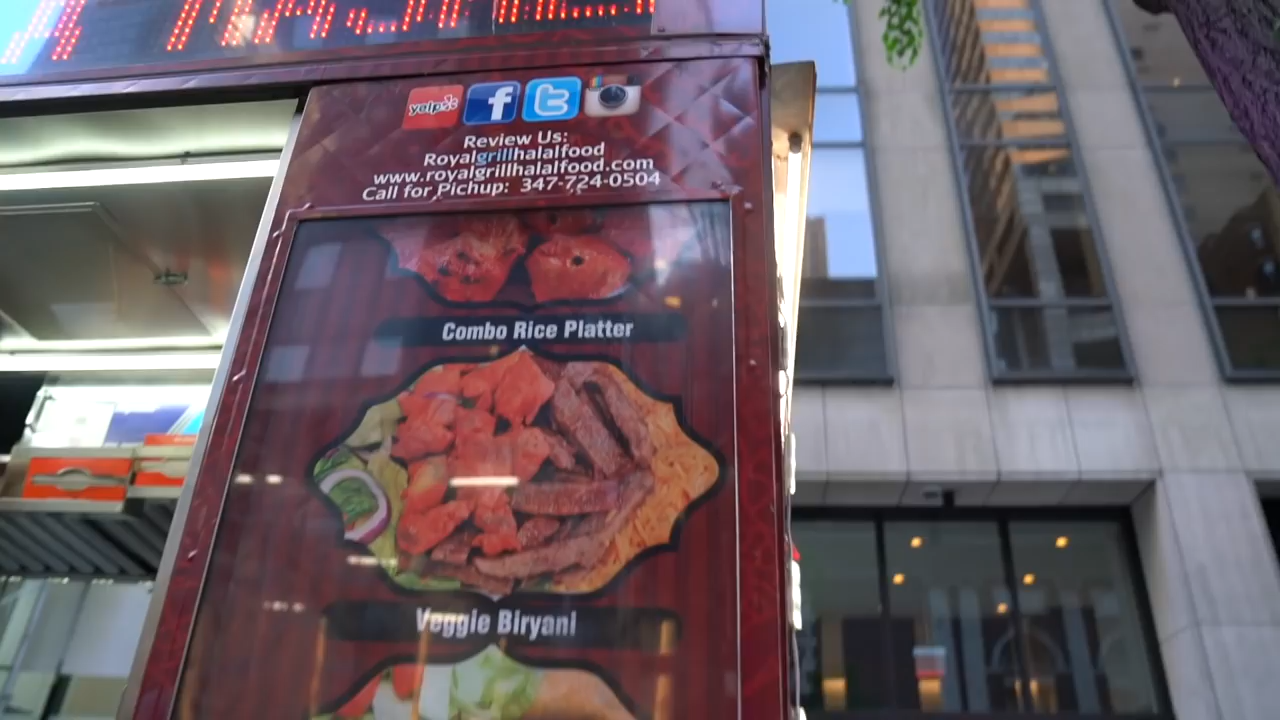 yelp
Review Us:
Royalgrillhalalfood
www.royalgrillhalalfood.com
Call for Pichup: 347-724-0504
Combo Rice Platter
Veggie Biryani